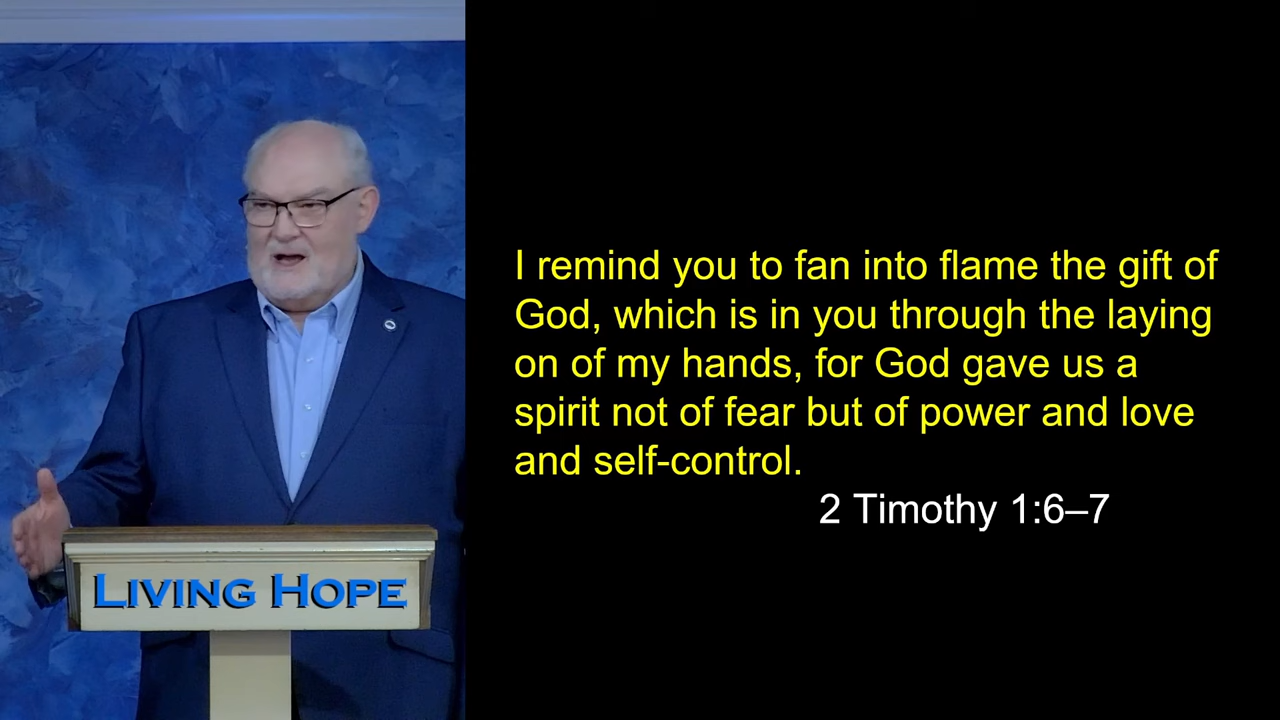 I remind you to fan into flame the gift of
God, which is in you through the laying
on of my hands, for God gave us a
spirit not of fear but of power and love
and self-control.
2 Timothy 1:6–7
LIVING HOPE